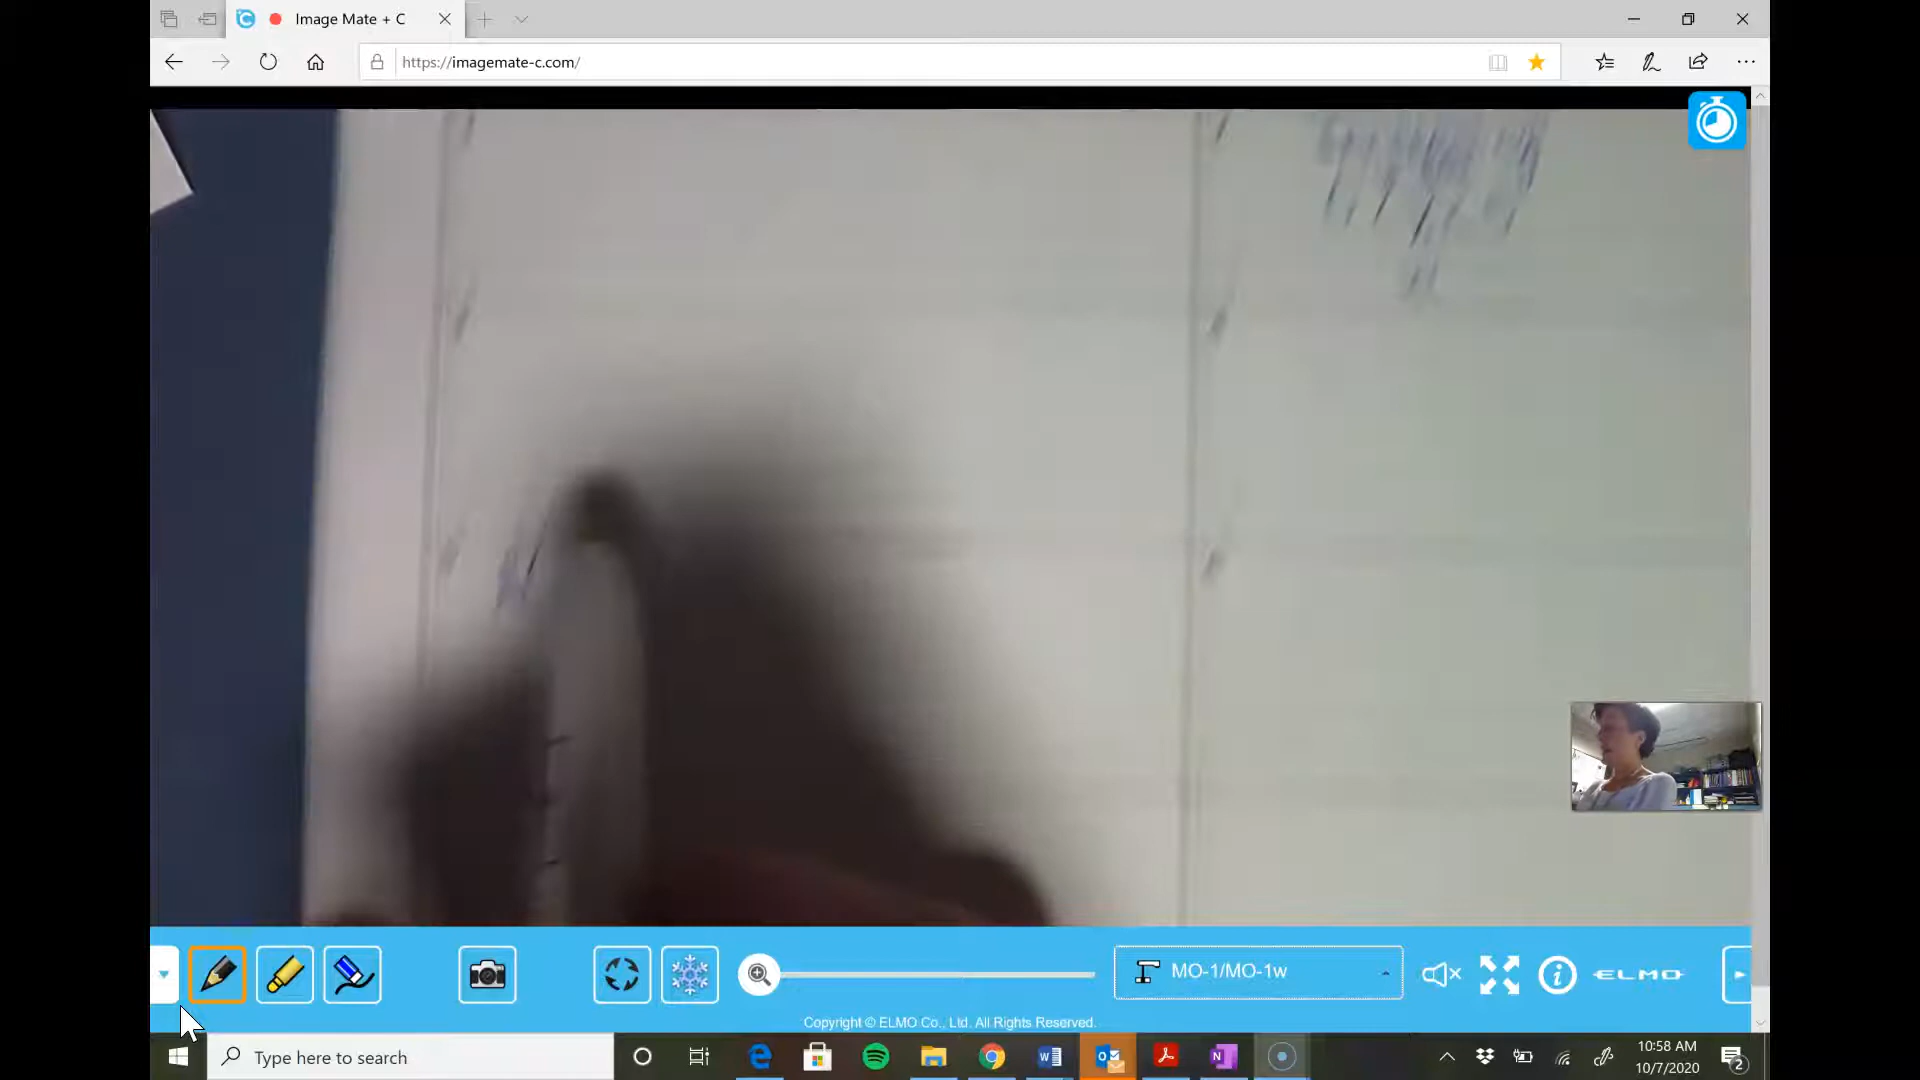 Image Mate + C
https://imagemate-c.com/
MO-1/MO-1w
ELMO
Copyright © ELMO Co., Ltd. All Rights Reserved.
Type here to search
10:58 AM
10/7/2020
2